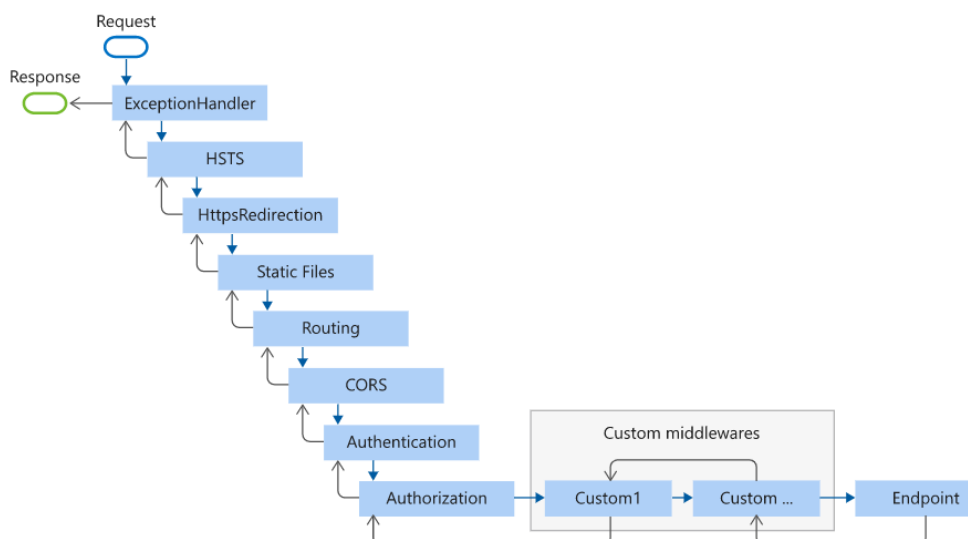 Request
Response
ExceptionHandler
HSTS
HttpsRedirection
Static Files
Routing
CORS
Authentication
Custom middlewares
Authorization
Custom1
Custom ...
Endpoint